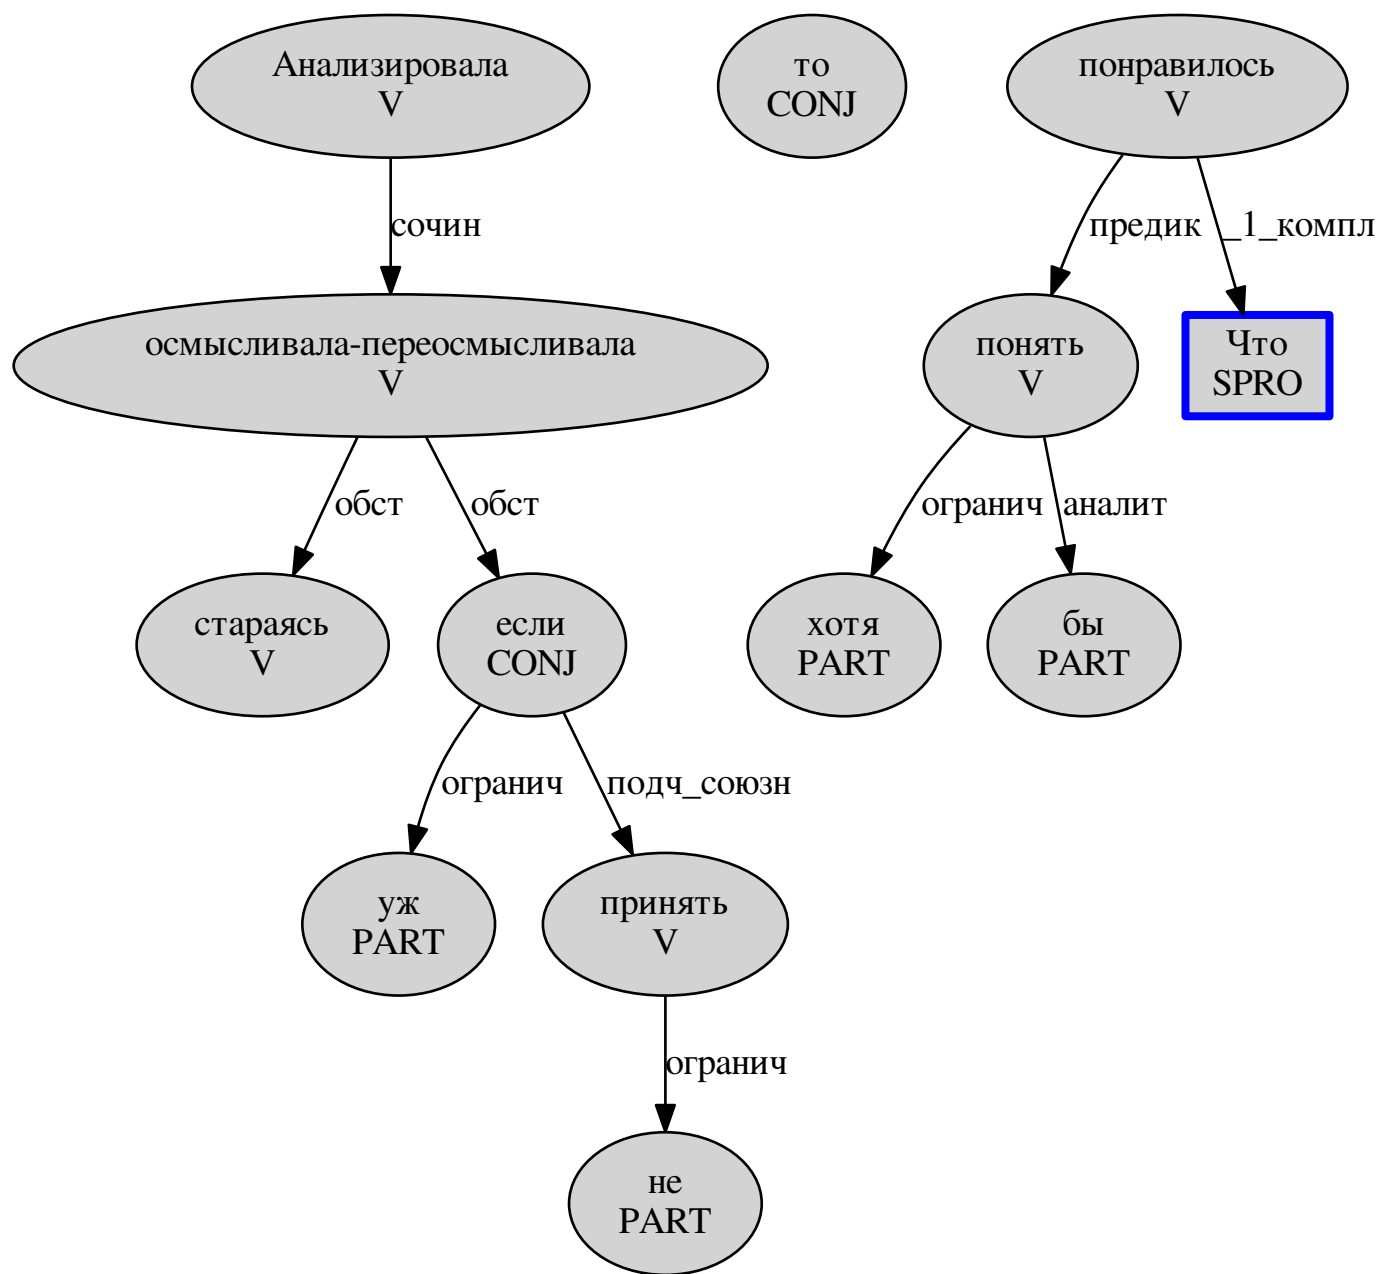 Анализировала
V
то
CONJ
понравилось
V
сочин
предик
_1_компл
осмысливала-переосмысливала
V
понять
V
Что
SPRO
обст
обст
огранич
аналит
стараясь
V
если
CONJ
хотя
PART
бы
PART
огранич
подч_союзн
уж
PART
принять
V
огранич
не
PART